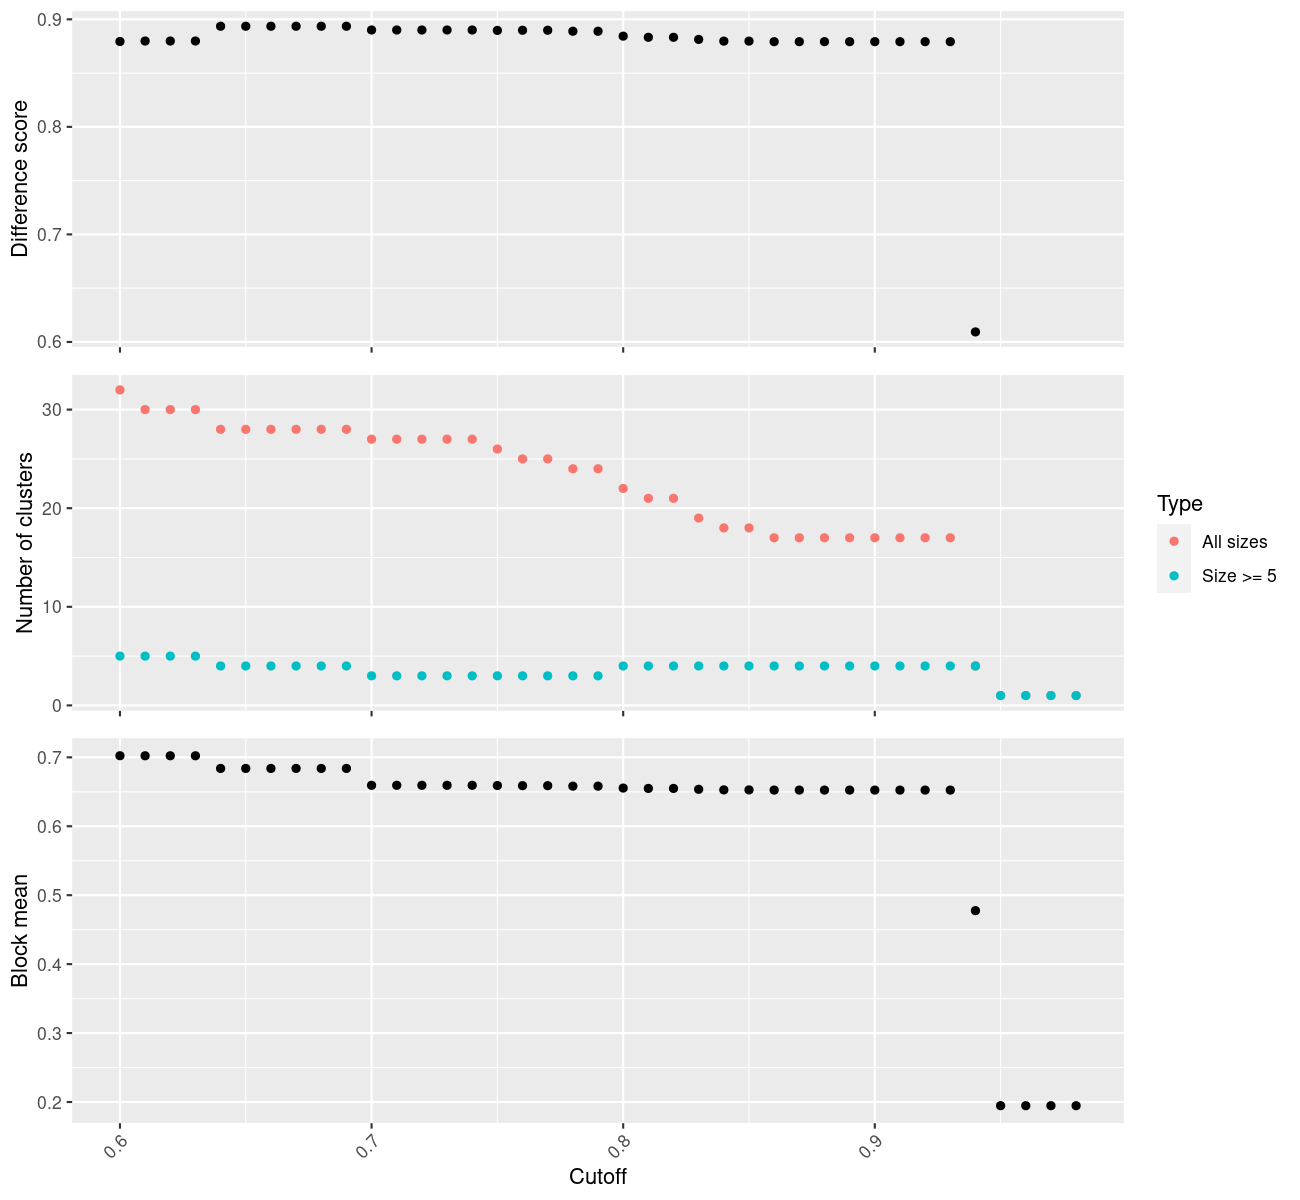 Difference score
0.9
0.8
0.7
0.6
Number of clusters
30
20
10
0
Type
All sizes
Size >= 5
Block mean
0.7
0.6
0.5
0.4
0.3
0.2
0.6
0.7
0.8
0.9
Cutoff